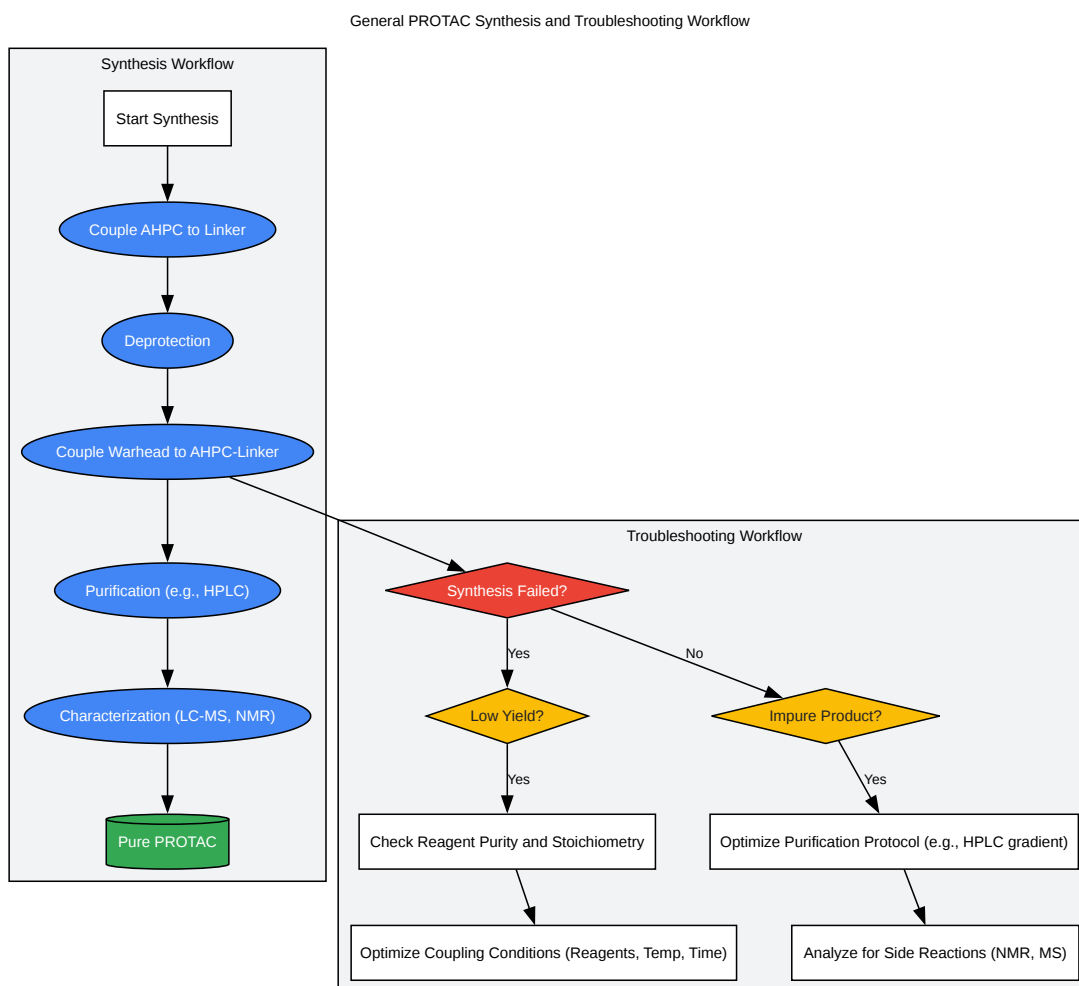 General PROTAC Synthesis and Troubleshooting Workflow
Synthesis Workflow
Start Synthesis
Couple AHPC to Linker
Deprotection
Couple Warhead to AHPC-Linker
Purification (e.g., HPLC)
Characterization (LC-MS, NMR)
Pure PROTAC
Troubleshooting Workflow
Synthesis Failed?
Yes
No
Low Yield?
Impure Product?
Yes
Yes
Check Reagent Purity and Stoichiometry
Optimize Purification Protocol (e.g., HPLC gradient)
Optimize Coupling Conditions (Reagents, Temp, Time)
Analyze for Side Reactions (NMR, MS)